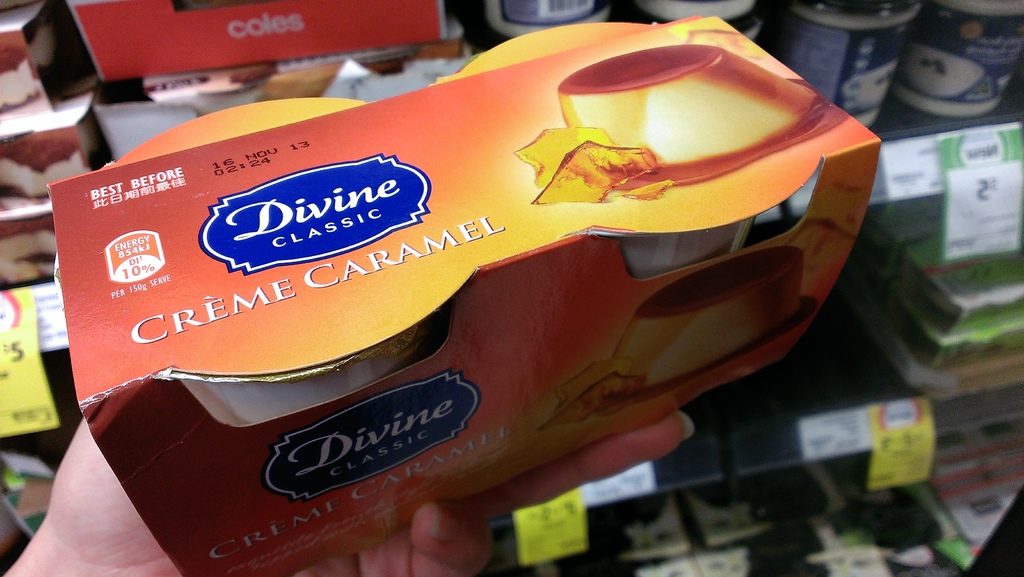 coles
BEST BEFORE
此日期前最佳
16 NOV 13
02:24
Divine
CLASSIC
CRÈME CARAMEL
ENERGY
854kJ
DI*
10%
PER 150g SERVE
Divine
CLASSIC
CRÈME CARAMEL
$5